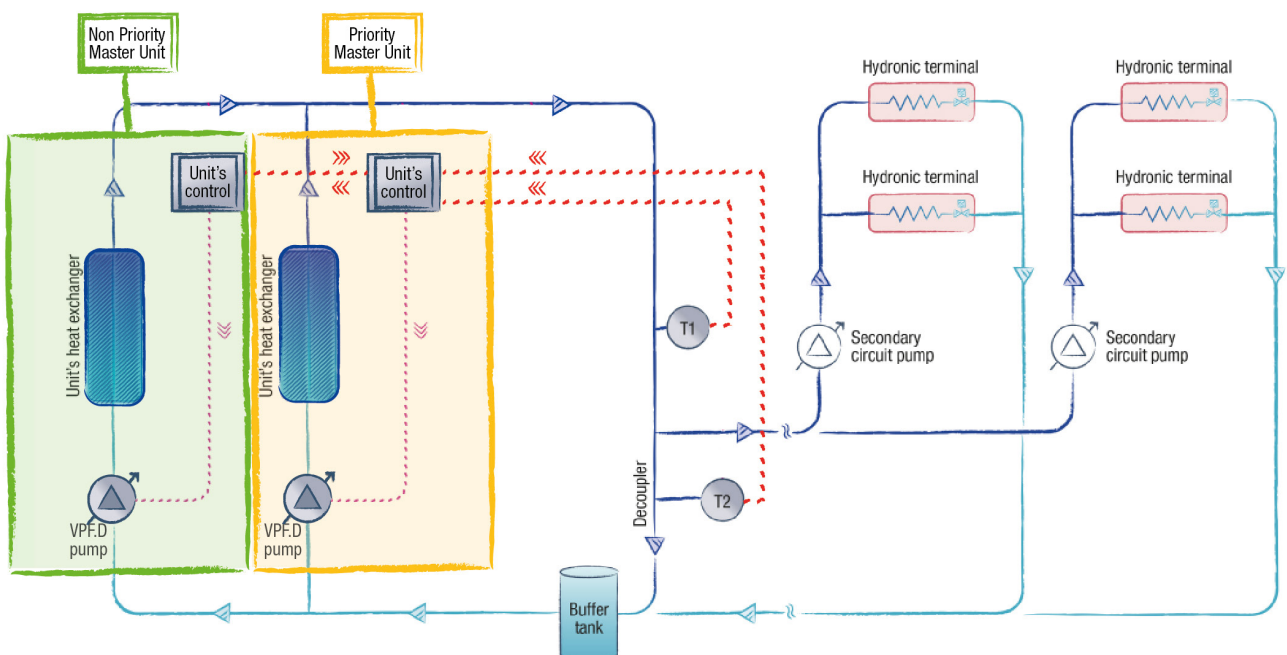 Non Priority
Master Unit
Priority
Master Unit
Hydronic terminal
Hydronic terminal
Unit's
control
Unit's
control
Hydronic terminal
Hydronic terminal
Unit's heat exchanger
Unit's heat exchanger
T1
Secondary
circuit pump
Secondary
circuit pump
Decoupler
T2
VPF.D
pump
VPF.D
pump
Buffer
tank